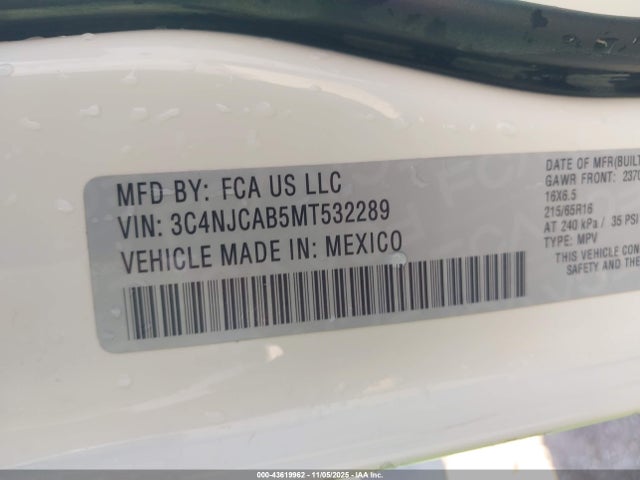 MFD BY: FCA US LLC
VIN: 3C4NJCAB5MT532289
VEHICLE MADE IN: MEXICO
DATE OF MFR(BUILT
GAWR FRONT: 2370
16X6.5
215/65R16
AT 240 kPa / 35 PSI
TYPE: MPV
THIS VEHICLE CON
SAFETY AND THE
000-43619962 - 11/05/2025 - IAA Inc.